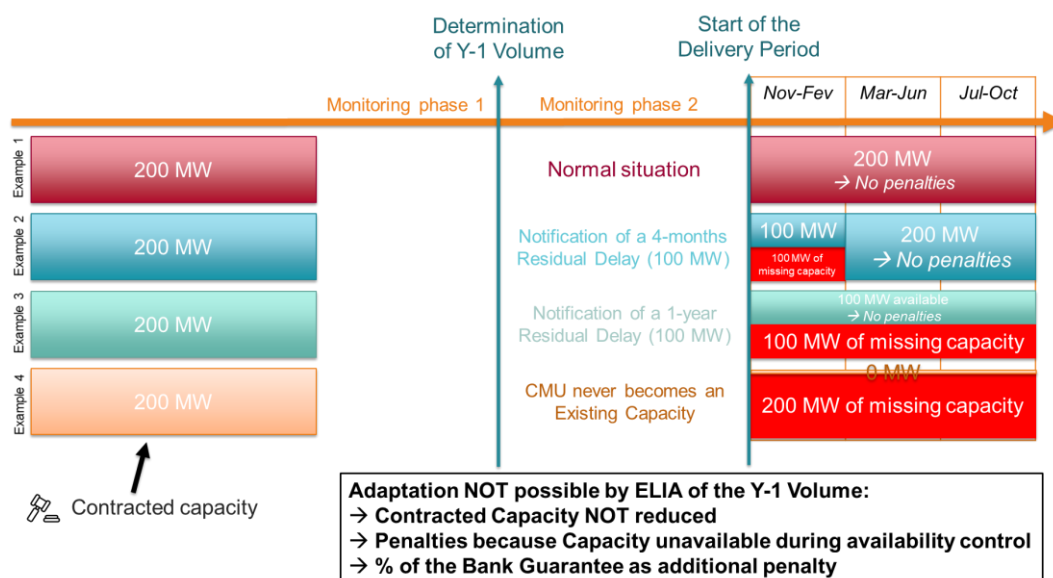 Determination
of Y-1 Volume
Start of the
Delivery Period
Monitoring phase 1
Monitoring phase 2
Nov-Fev
Mar-Jun
Jul-Oct
Example 1
200 MW
Normal situation
200 MW
→ No penalties
Example 2
200 MW
Notification of a 4-months
Residual Delay (100 MW)
100 MW
100 MW of
missing capacity
200 MW
→ No penalties
Example 3
200 MW
Notification of a 1-year
Residual Delay (100 MW)
100 MW available
→ No penalties
100 MW of missing capacity
Example 4
200 MW
CMU never becomes an
Existing Capacity
0 MW
200 MW of missing capacity
Contracted capacity
Adaptation NOT possible by ELIA of the Y-1 Volume:
→ Contracted Capacity NOT reduced
→ Penalties because Capacity unavailable during availability control
→ % of the Bank Guarantee as additional penalty